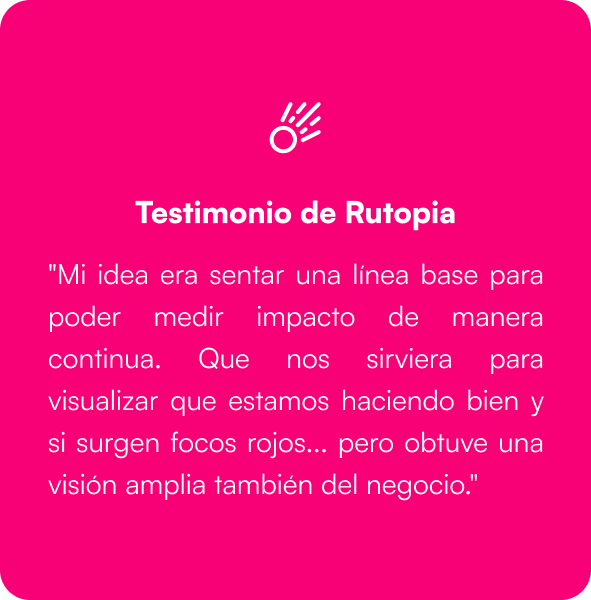 Testimonio de Rutopia
"Mi idea era sentar una línea base para
poder medir impacto de manera
continua. Que nos sirviera para
visualizar que estamos haciendo bien y
si surgen focos rojos... pero obtuve una
visión amplia también del negocio."